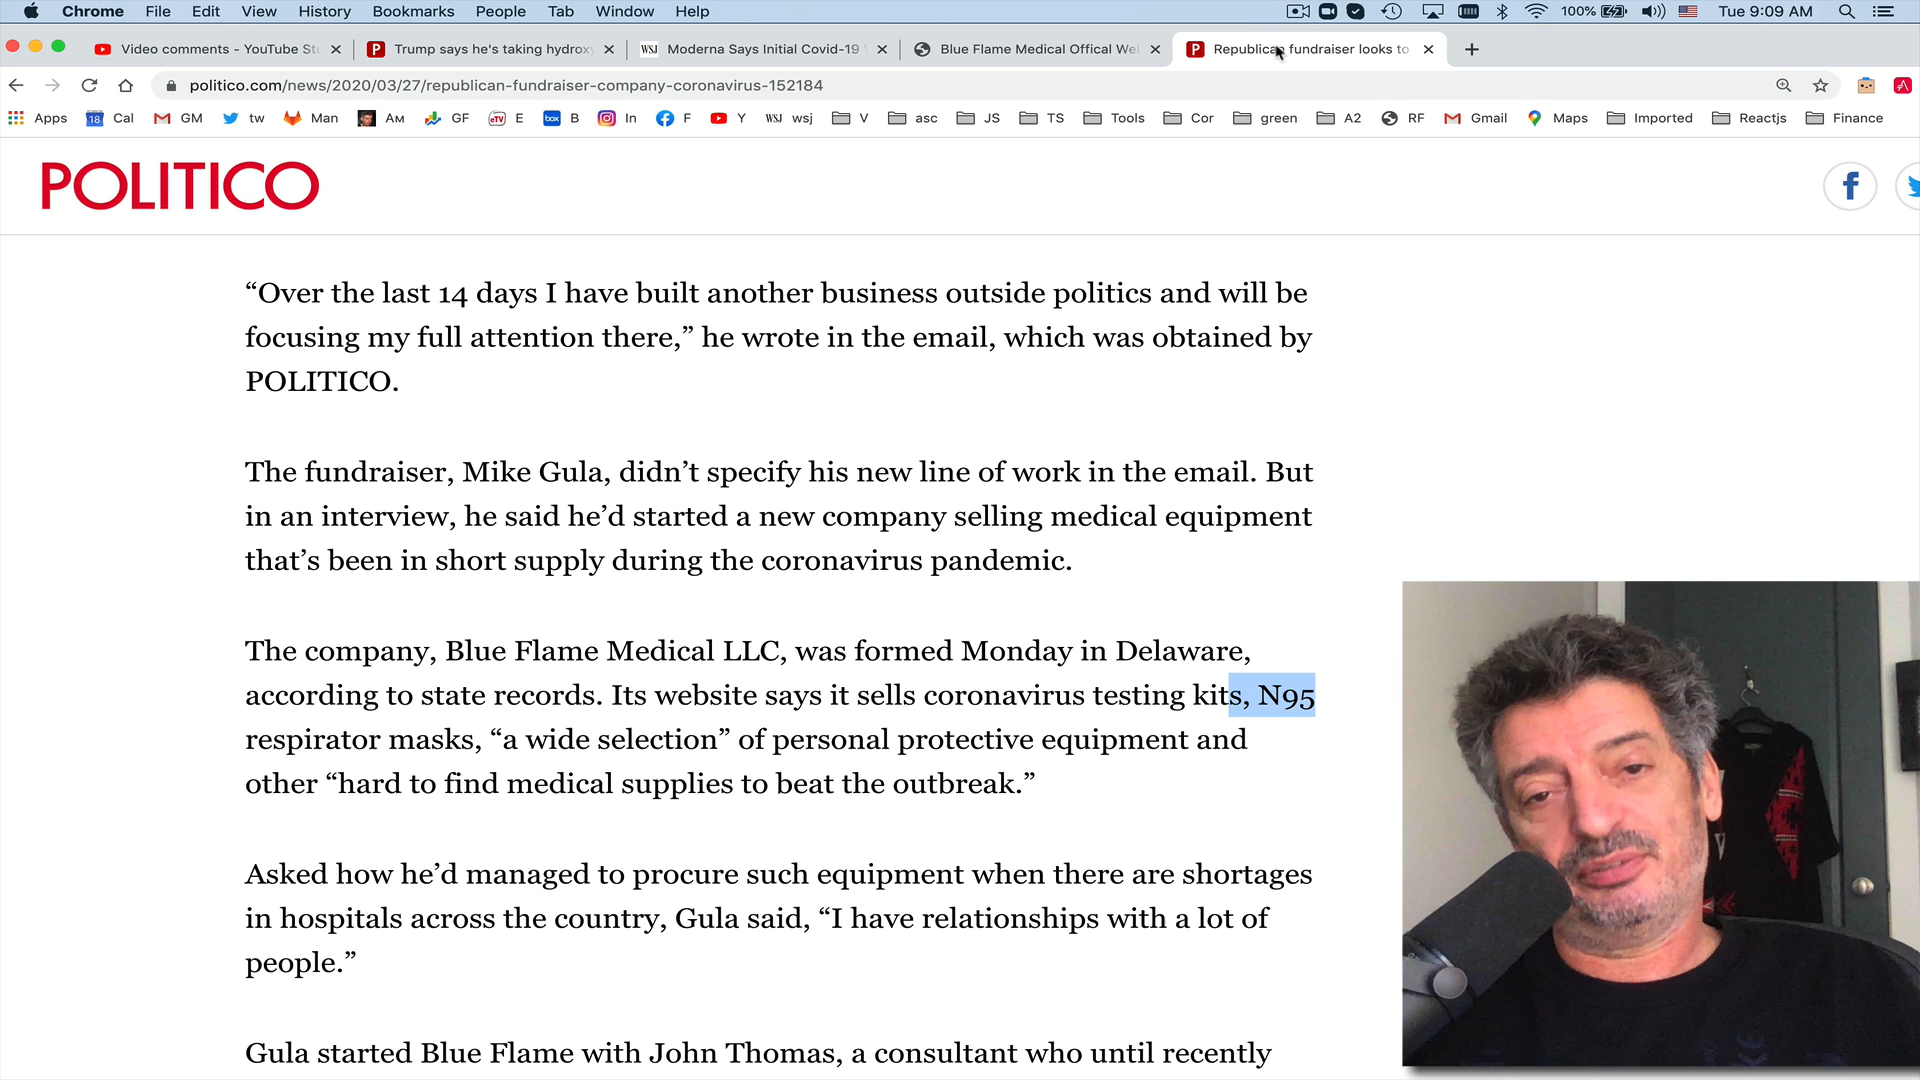 Chrome File Edit View History Bookmarks People Tab Window Help 100% Tue 9:09 AM
Video comments - YouTube St Trump says he's taking hydrox Moderna Says Initial Covid-19 Blue Flame Medical Offical We Republican fundraiser looks to
politico.com/news/2020/03/27/republican-fundraiser-company-coronavirus-152184
Apps 18 Cal GM tw Man Ам GF eTV E box B In F Y WSJ wsj V asc JS TS Tools Cor green A2 RF Gmail Maps Imported Reactjs Finance
POLITICO
“Over the last 14 days I have built another business outside politics and will be
focusing my full attention there,” he wrote in the email, which was obtained by
POLITICO.
The fundraiser, Mike Gula, didn’t specify his new line of work in the email. But
in an interview, he said he’d started a new company selling medical equipment
that’s been in short supply during the coronavirus pandemic.
The company, Blue Flame Medical LLC, was formed Monday in Delaware,
according to state records. Its website says it sells coronavirus testing kits, N95
respirator masks, “a wide selection” of personal protective equipment and
other “hard to find medical supplies to beat the outbreak.”
Asked how he’d managed to procure such equipment when there are shortages
in hospitals across the country, Gula said, “I have relationships with a lot of
people.”
Gula started Blue Flame with John Thomas, a consultant who until recently